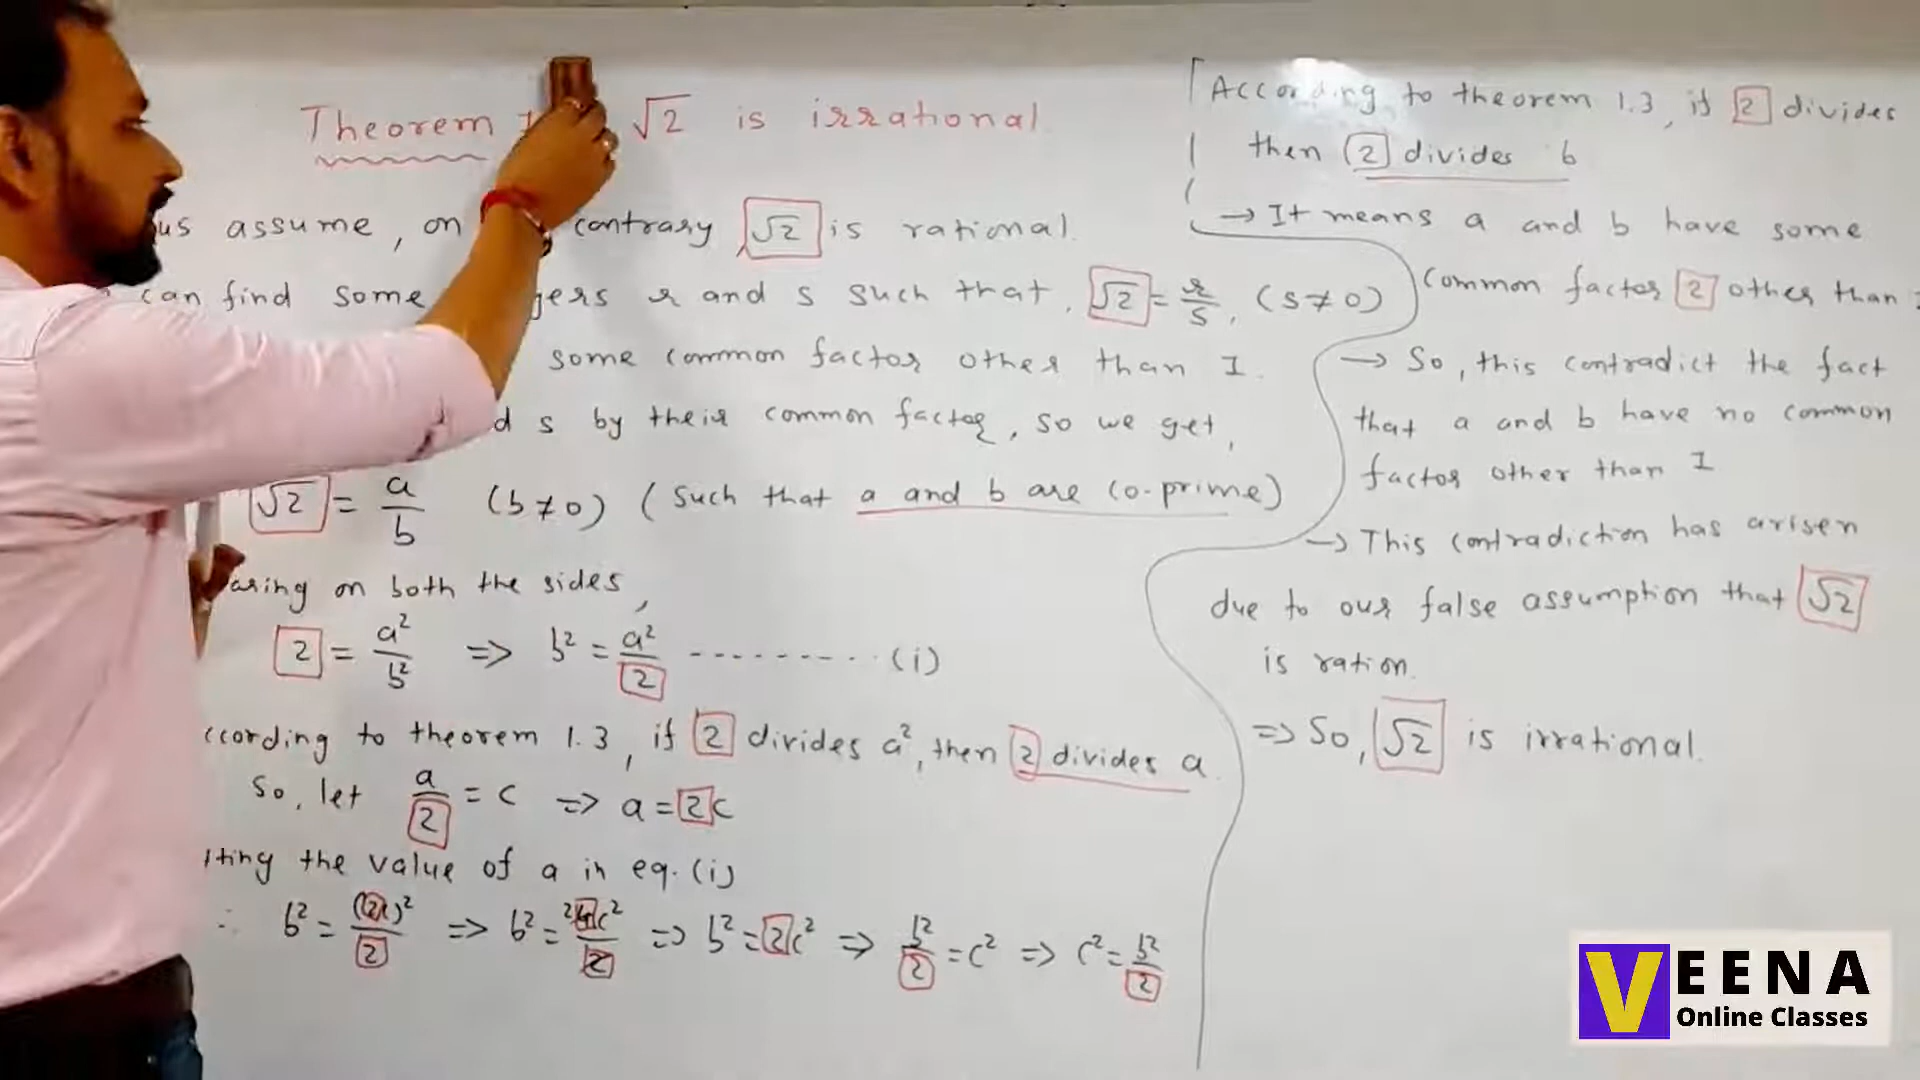 Theorem √2 is irrational
us assume, on contrary √2 is rational.
can find some gers r and s such that, √2 = r/s, (s≠0)
some common factor other than 1.
d s by their common factor, so we get,
√2 = a/b (b≠0) (such that a and b are co-prime)
aring on both the sides,
2 = a²/b² => b² = a²/2 ---------- (i)
ccording to theorem 1.3, if 2 divides a², then 2 divides a.
So, let a/2 = c => a = 2c
iting the value of a in eq. (i)
∴ b² = (2c)²/2 => b² = 4c²/2 => b² = 2c² => b²/2 = c² => c² = b²/2
According to theorem 1.3, if 2 divides
then 2 divides b
→ It means a and b have some
common factor 2 other than 1
→ So, this contradict the fact
that a and b have no common
factor other than 1
→ This contradiction has arisen
due to our false assumption that √2
is ration.
=> So, √2 is irrational.
VEENA
Online Classes